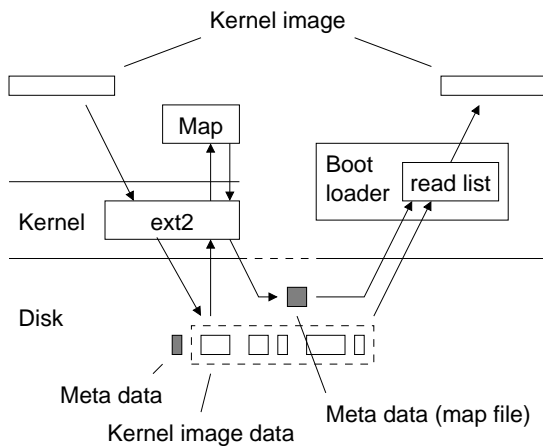 Kernel image
Map
Boot
loader
read list
Kernel
ext2
Disk
Meta data
Meta data (map file)
Kernel image data